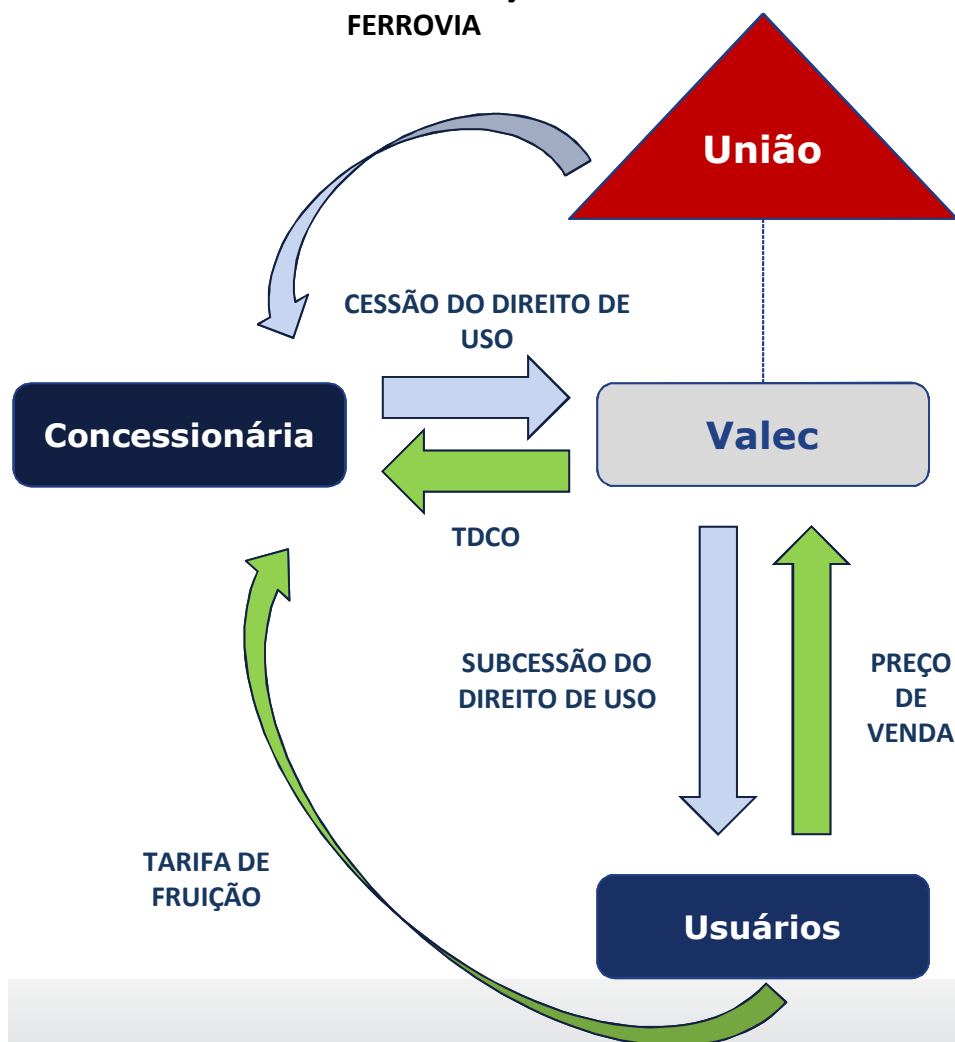 FERROVIA
União
CESSÃO DO DIREITO DE
USO
Concessionária
Valec
TDCO
SUBCESSÃO DO
DIREITO DE USO
PREÇO
DE
VENDA
TARIFA DE
FRUIÇÃO
Usuários